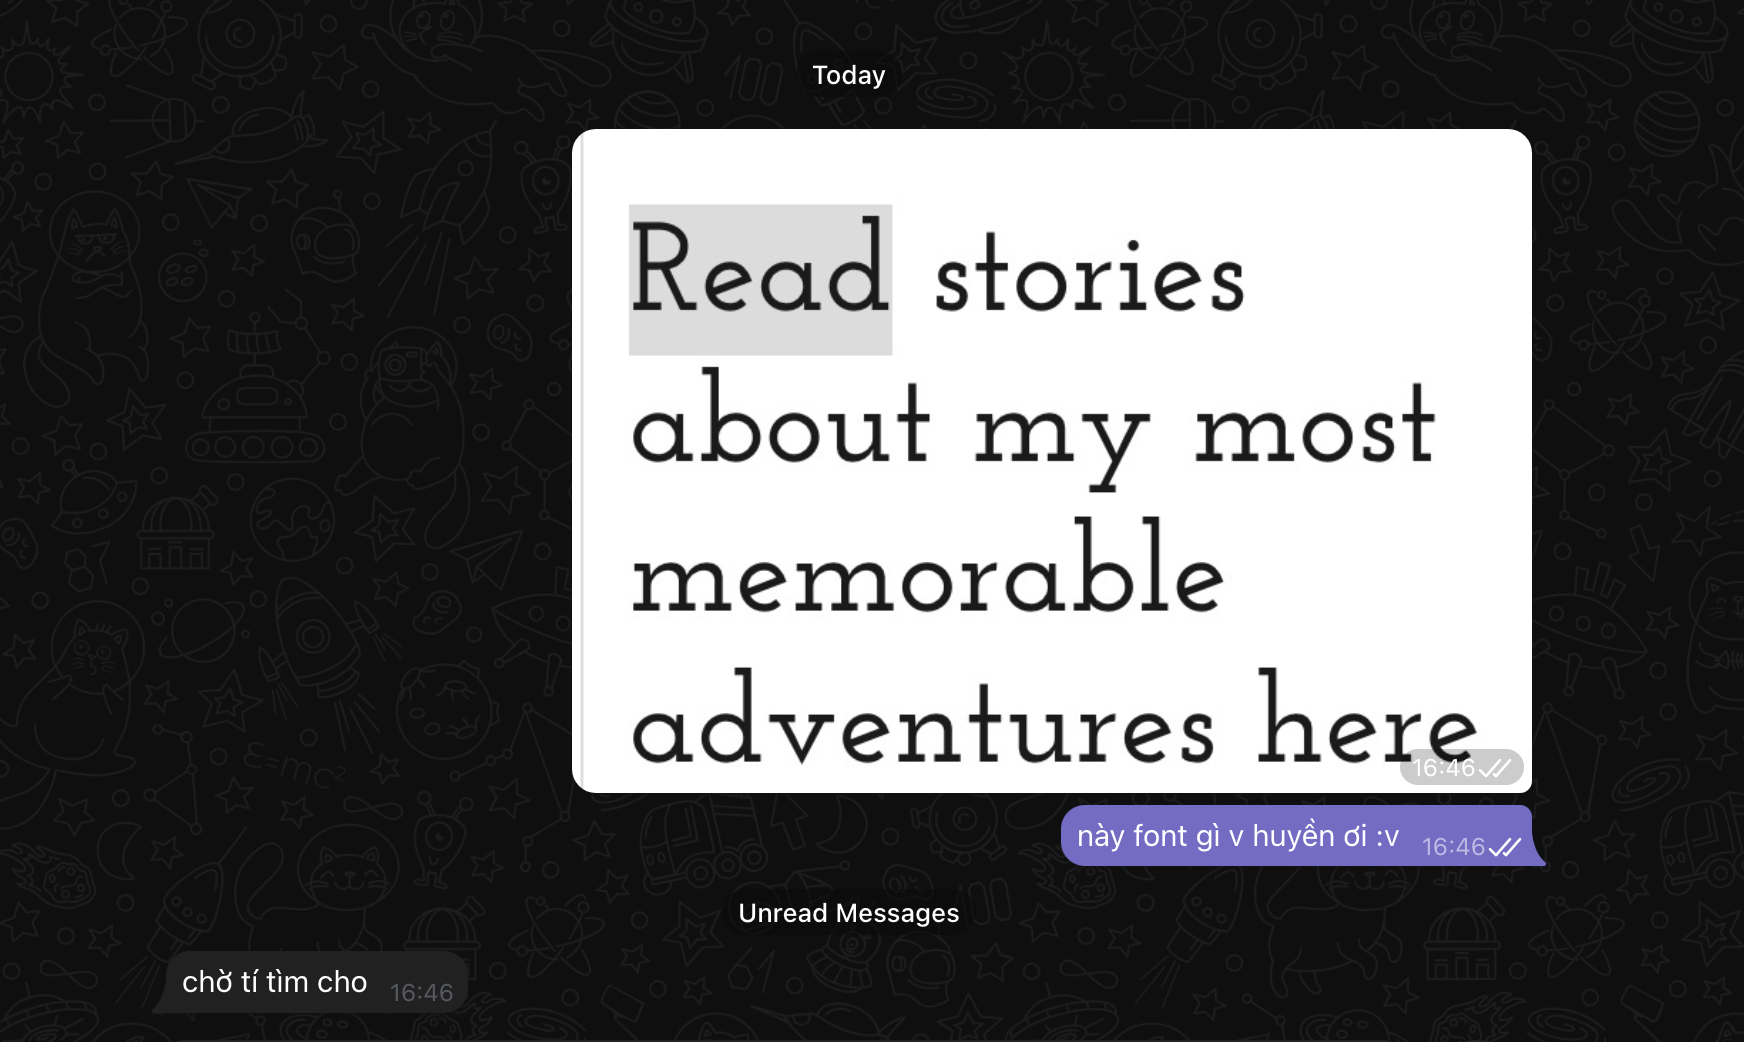 Today
Read stories
about my most
memorable
adventures here
16:46
này font gì v huyền ơi :v 16:46
Unread Messages
chờ tí tìm cho 16:46
E=mc²